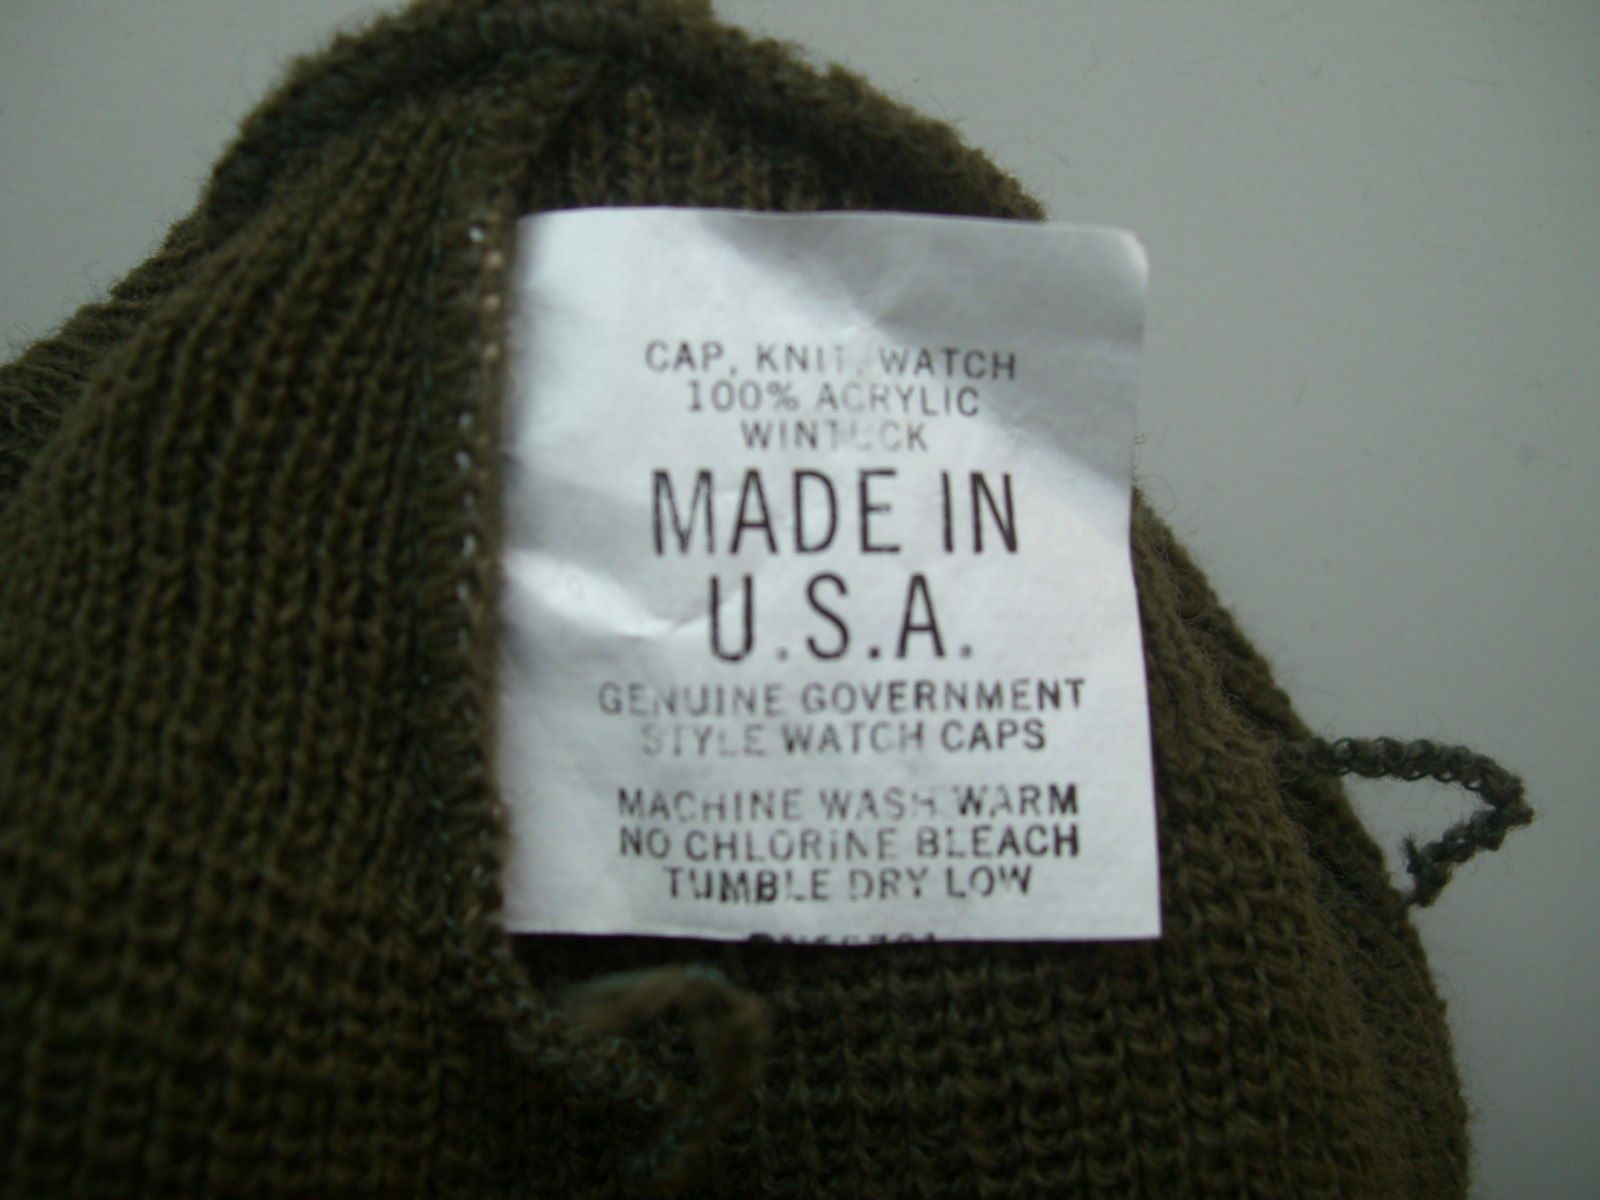 CAP, KNIT, WATCH
100% ACRYLIC
WINTUCK
MADE IN
U.S.A.
GENUINE GOVERNMENT
STYLE WATCH CAPS
MACHINE WASH WARM
NO CHLORINE BLEACH
TUMBLE DRY LOW